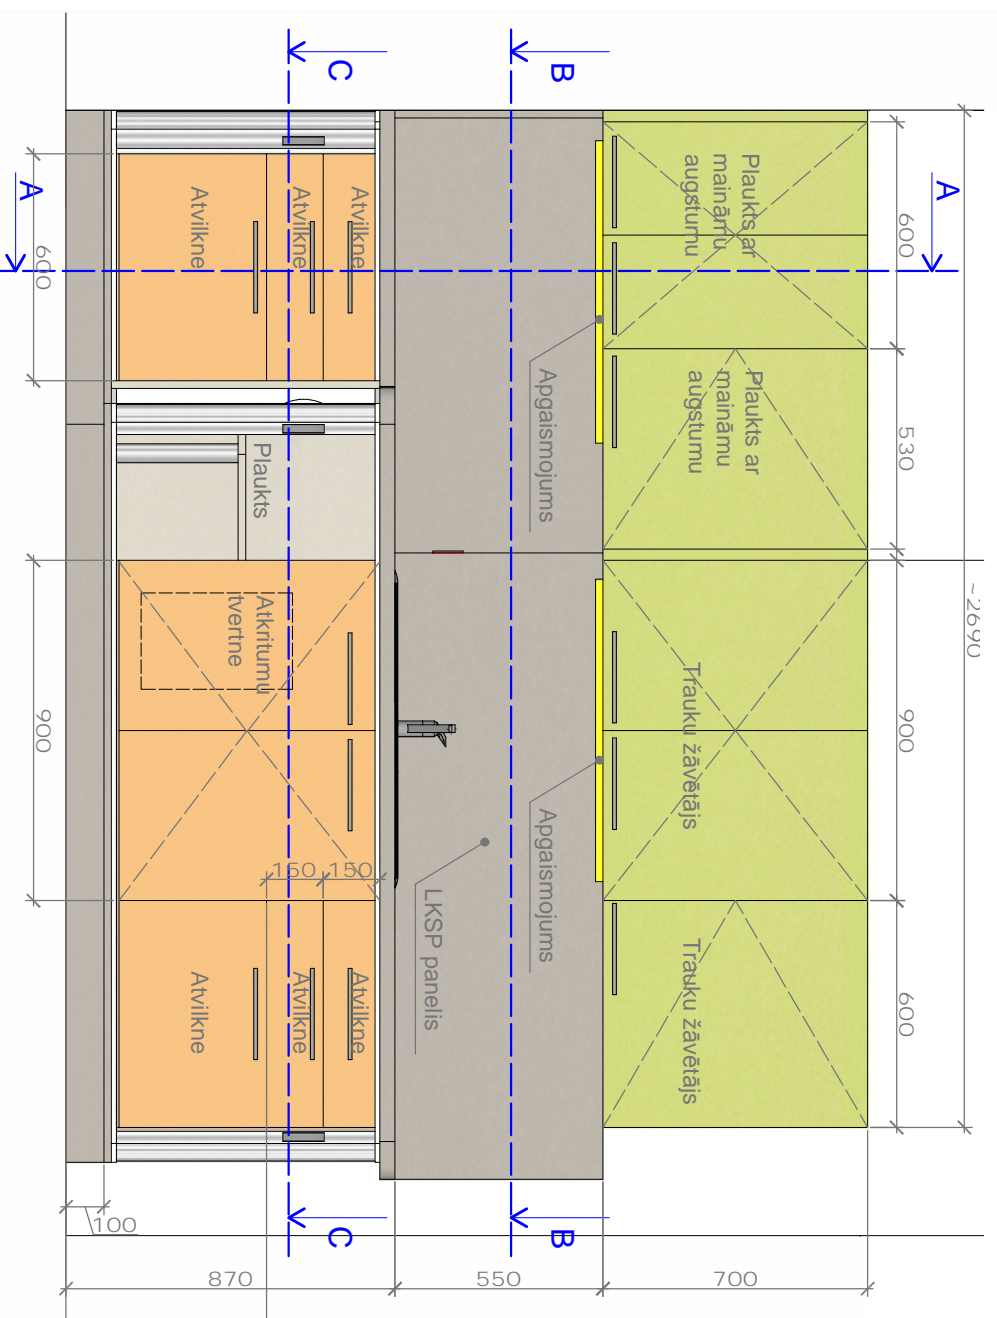 A
A
B
B
C
C
Plaukts ar
maināmu
augstumu
Plaukts ar
maināmu
augstumu
Trauku žāvētājs
Trauku žāvētājs
600
530
900
600
~2690
Apgaismojums
Apgaismojums
LKSP panelis
Atvilkne
Atvilkne
Atvilkne
Plaukts
Atkritumu
tvertne
Atvilkne
Atvilkne
Atvilkne
150
150
600
900
100
870
550
700